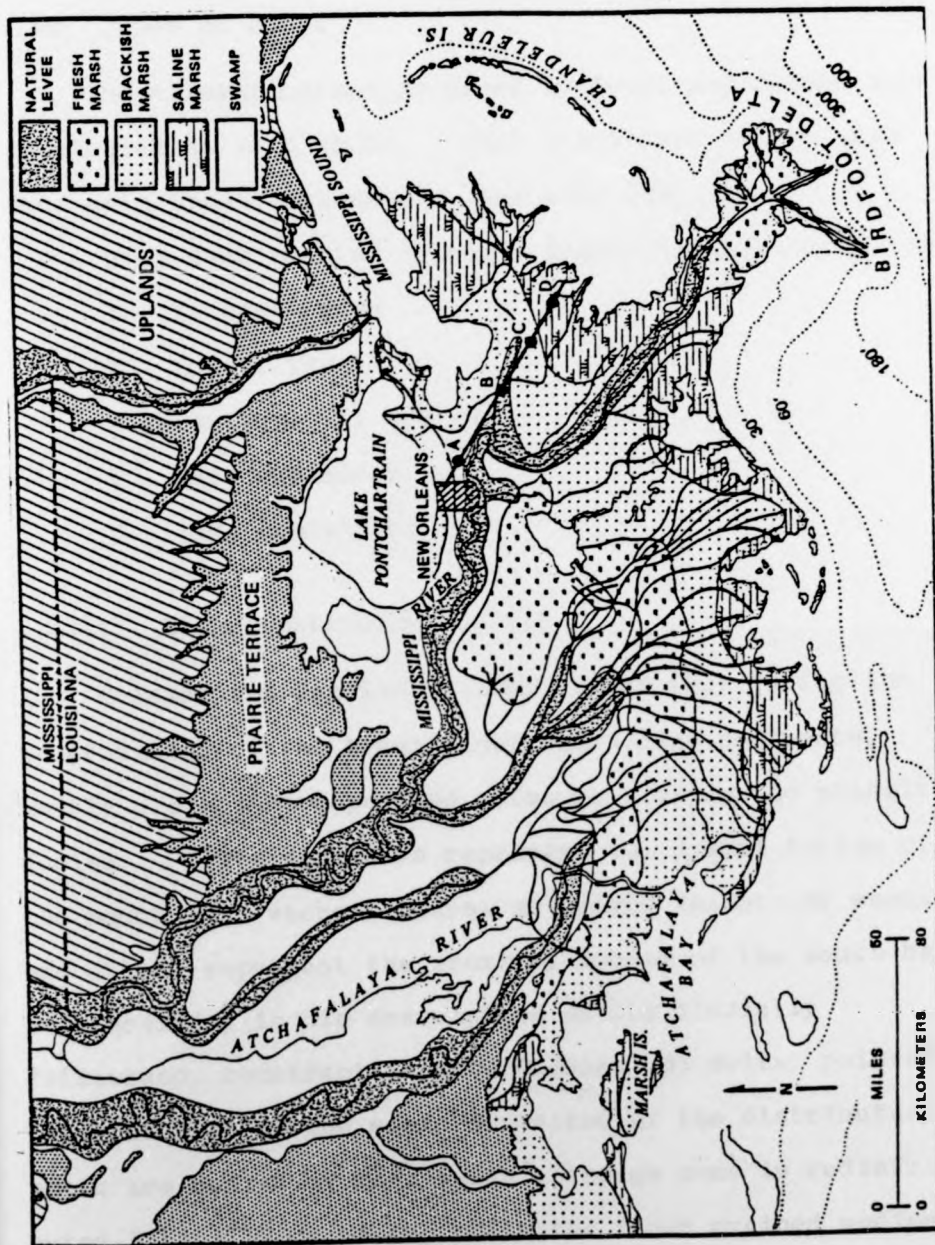 NATURAL
LEVEE
FRESH
MARSH
BRACKISH
MARSH
SALINE
MARSH
SWAMP
MISSISSIPPI
LOUISIANA
UPLANDS
PRAIRIE TERRACE
LAKE
PONTCHARTRAIN
NEW ORLEANS
MISSISSIPPI
RIVER
MISSISSIPPI SOUND
CHANDELEUR IS.
A
B
C
D
ATCHAFALAYA RIVER
ATCHAFALAYA
BAY
MARSH IS.
BIRDFOOT DELTA
30'
60'
180'
300'
600'
N
0 MILES 50
0 KILOMETERS 80